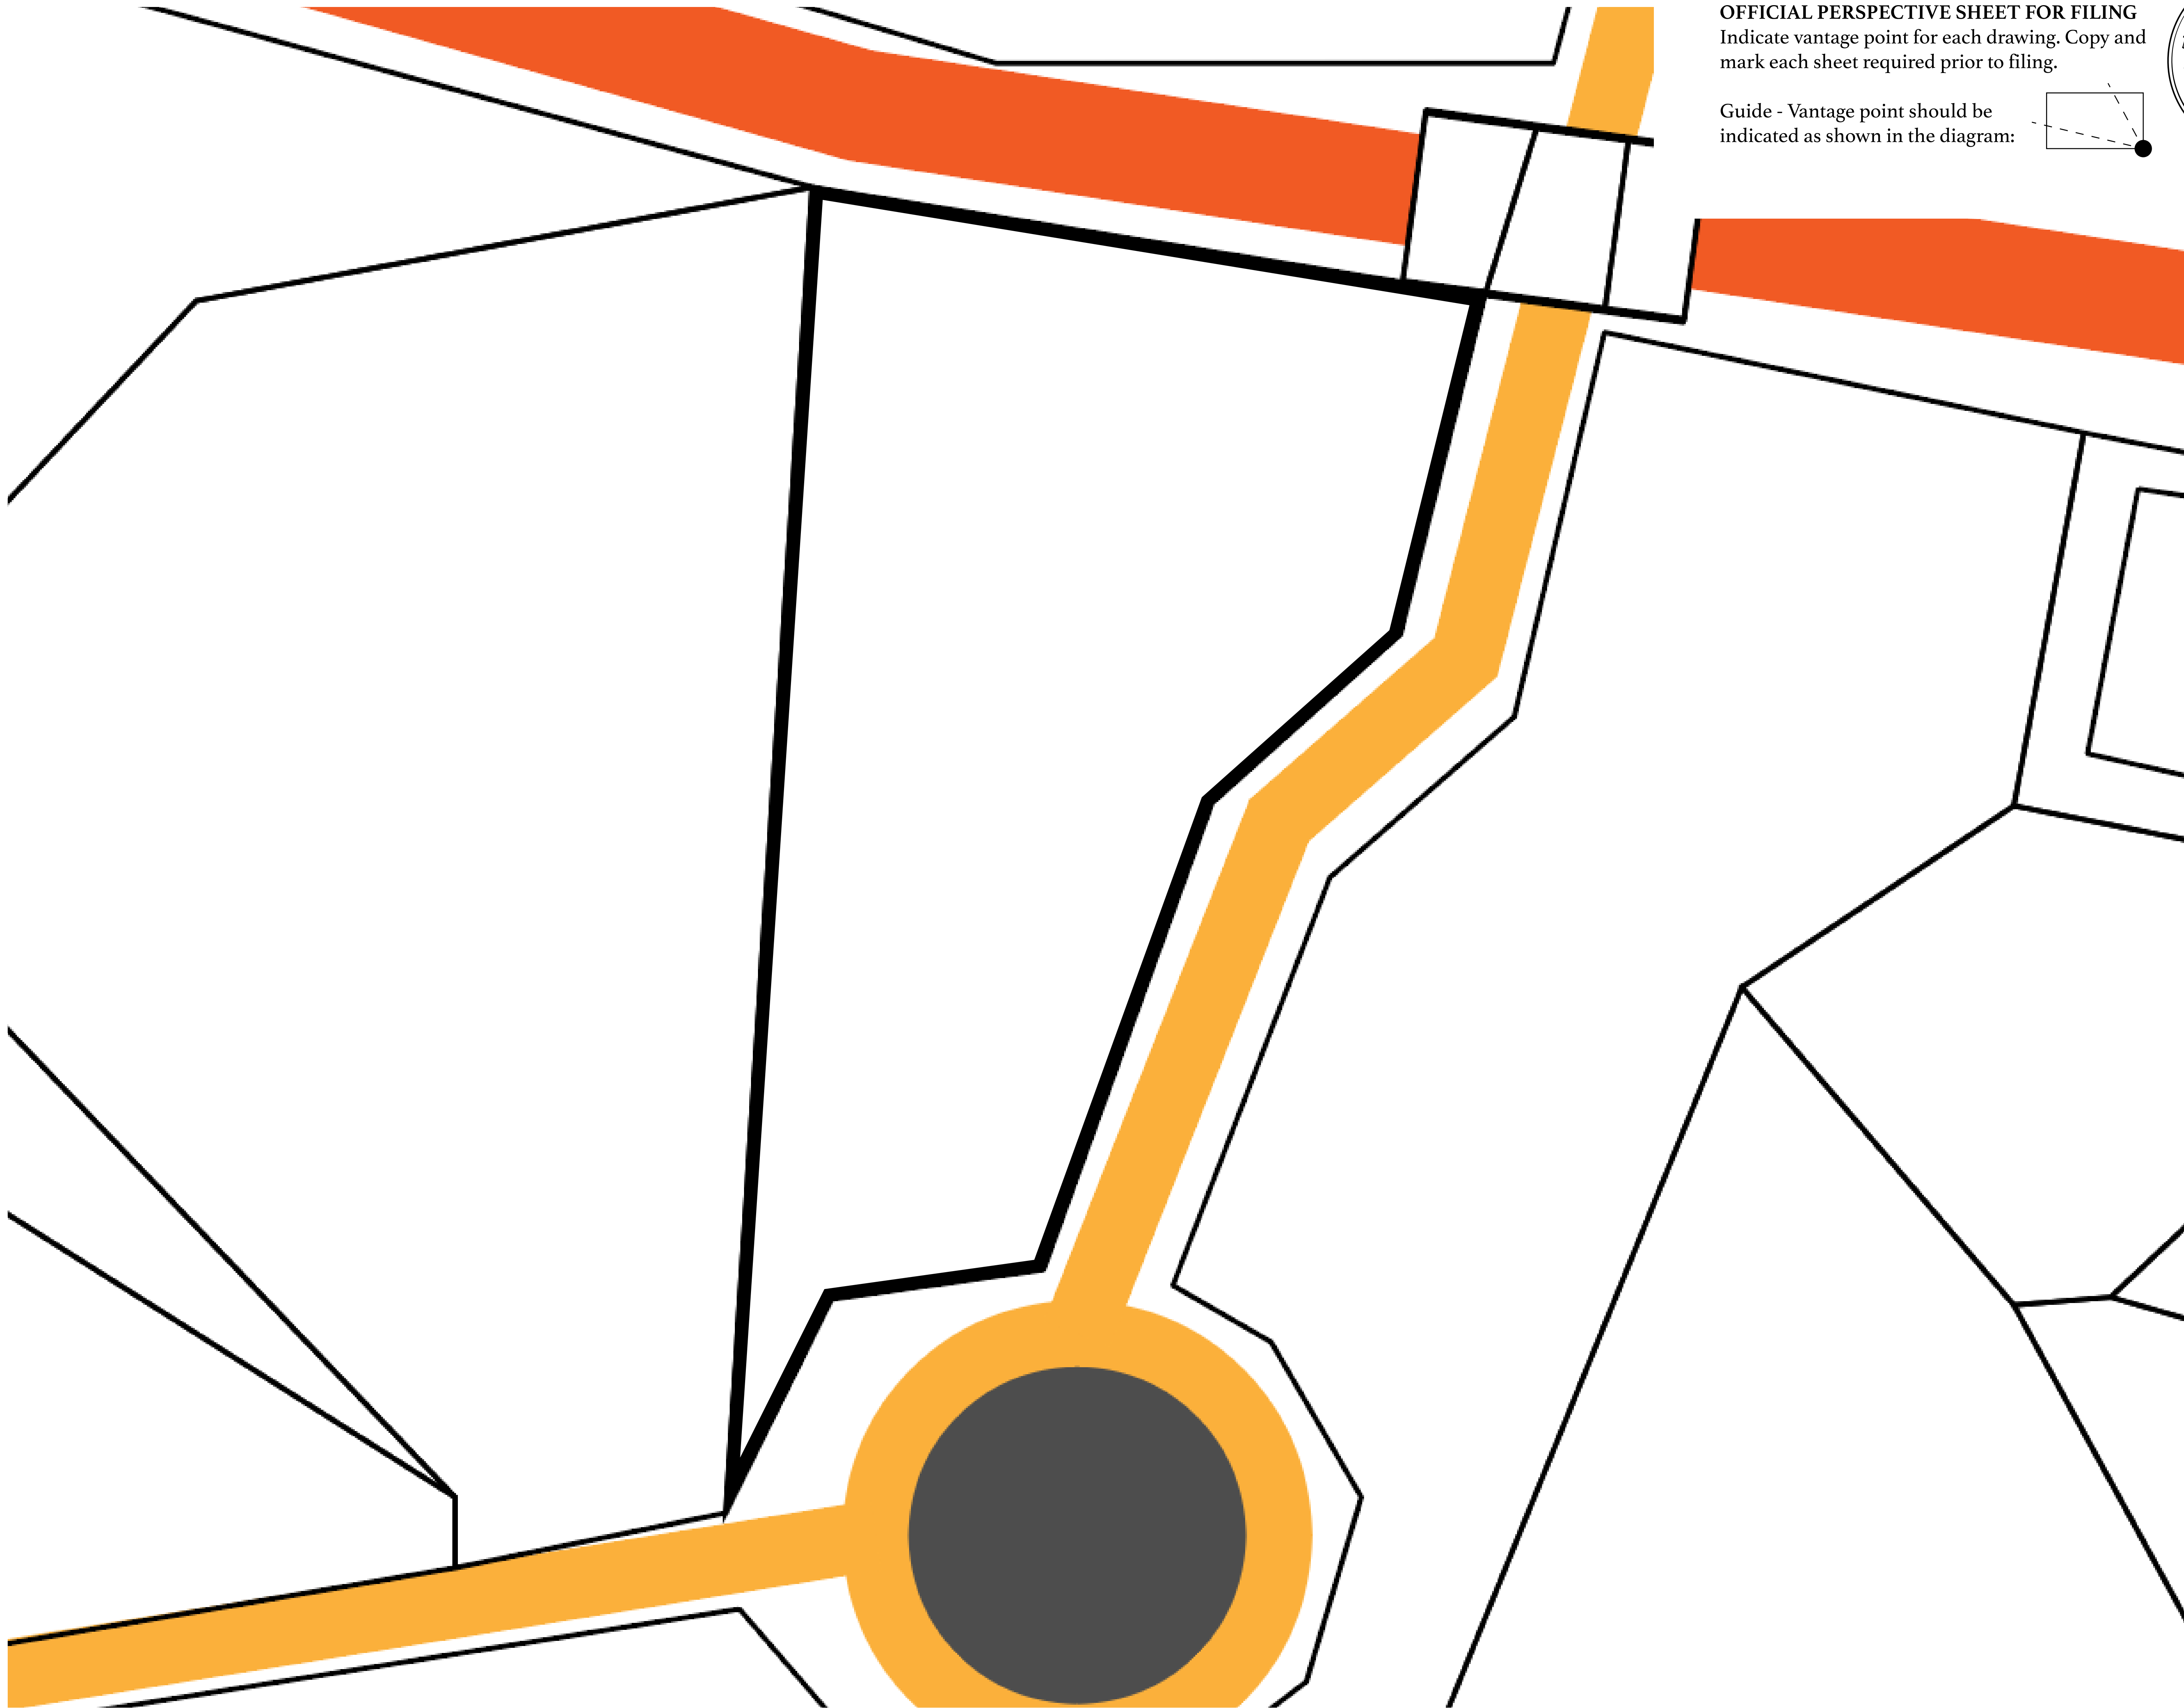 OFFICIAL PERSPECTIVE SHEET FOR FILING
Indicate vantage point for each drawing. Copy and
mark each sheet required prior to filing.
Guide - Vantage point should be
indicated as shown in the diagram: